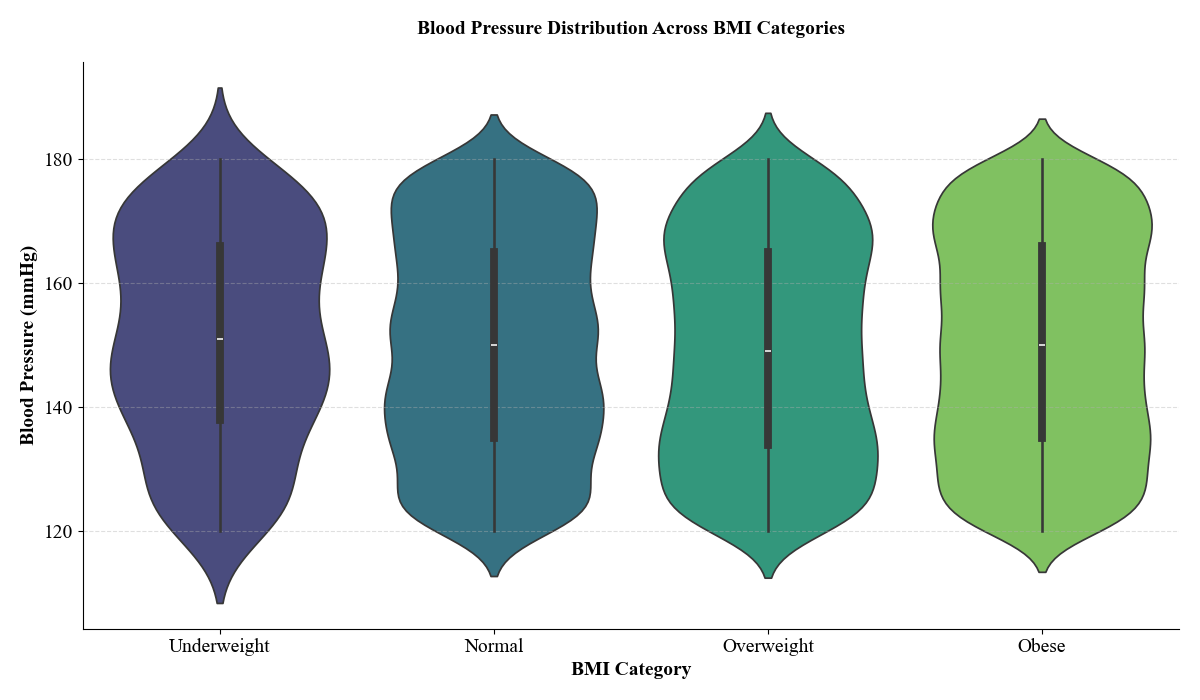 Blood Pressure Distribution Across BMI Categories
Blood Pressure (mmHg)
180
160
140
120
Underweight
Normal
Overweight
Obese
BMI Category